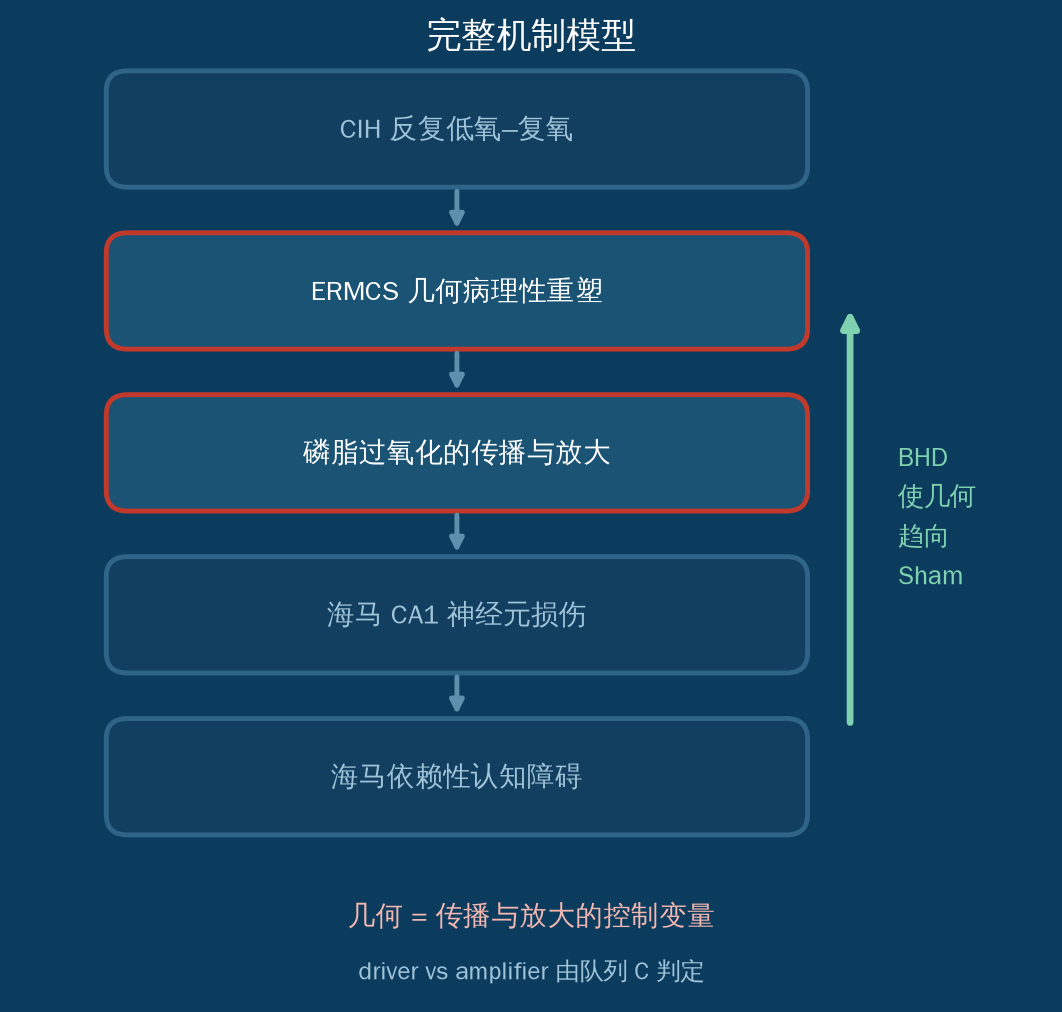 完整机制模型
CIH 反复低氧–复氧
ERMCS 几何病理性重塑
磷脂过氧化的传播与放大
海马 CA1 神经元损伤
海马依赖性认知障碍
BHD
使几何
趋向
Sham
几何 = 传播与放大的控制变量
driver vs amplifier 由队列 C 判定